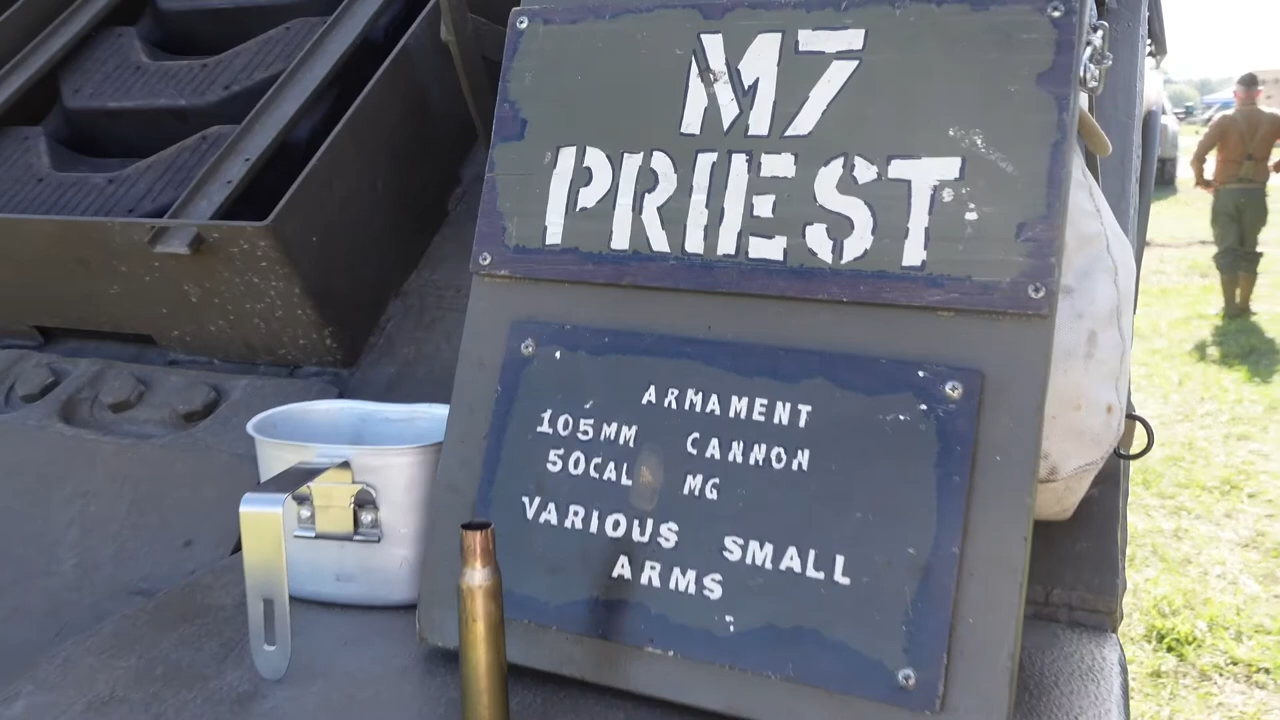 M7
PRIEST
ARMAMENT
105MM CANNON
50CAL MG
VARIOUS SMALL
ARMS